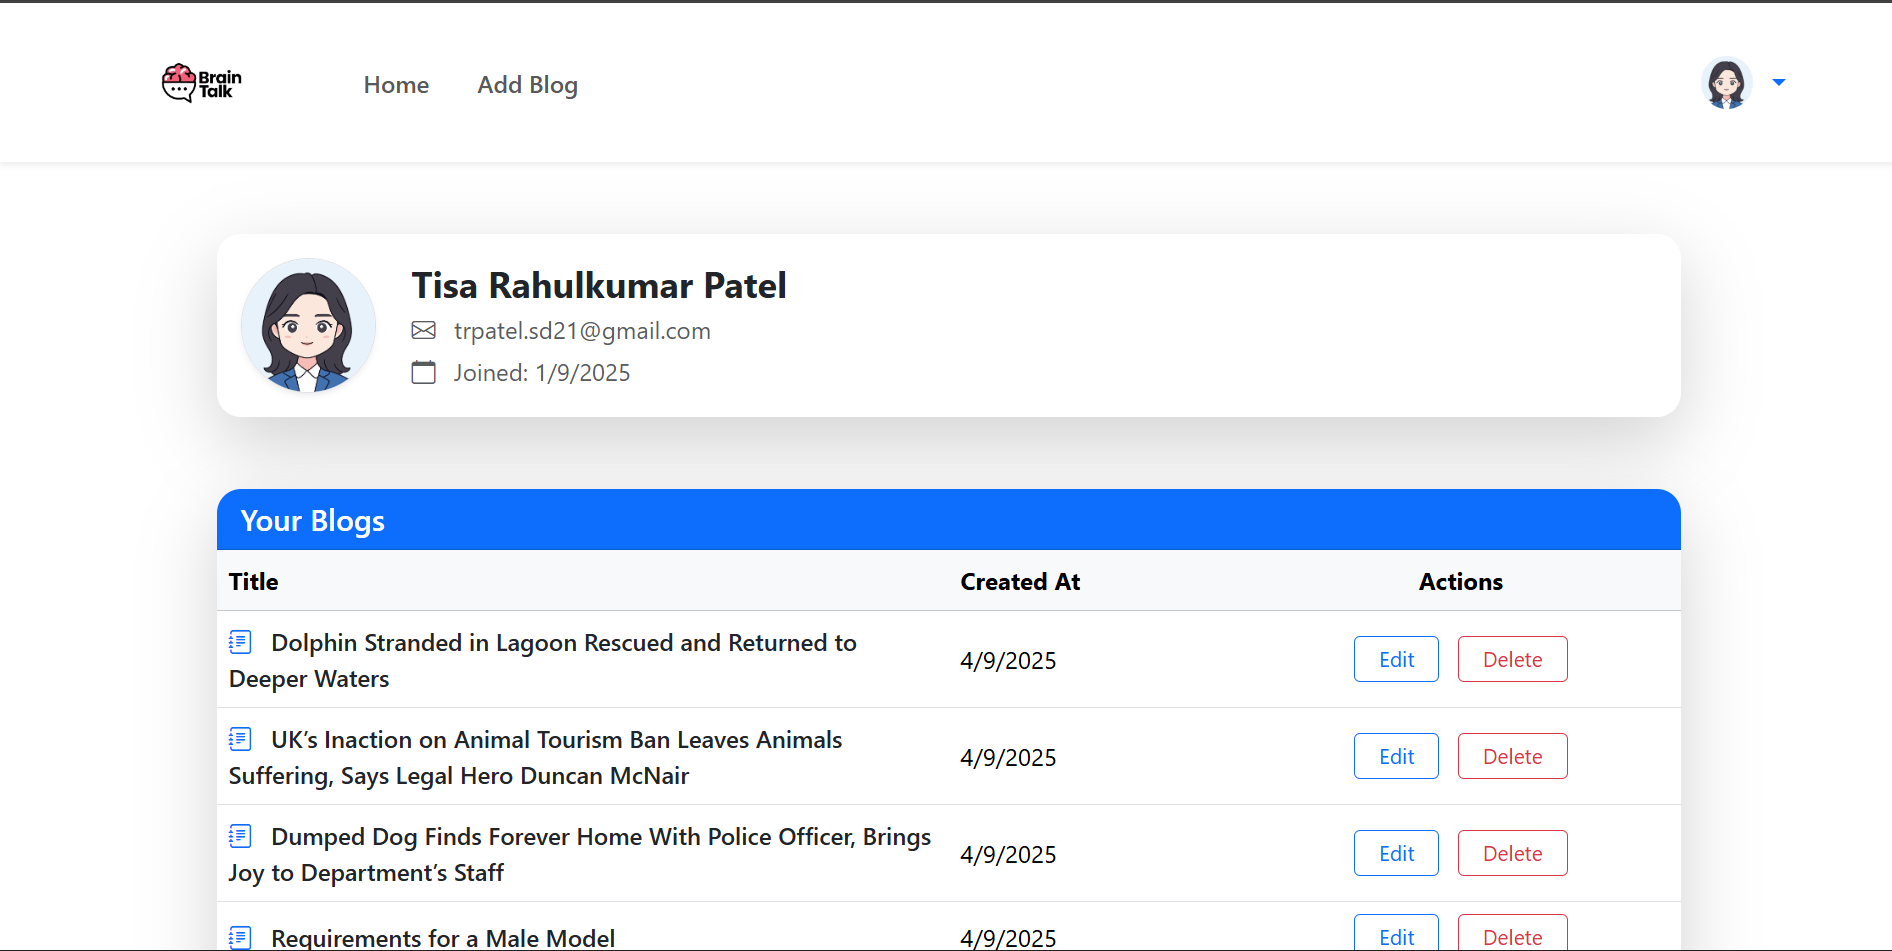 Brain
Talk
Home
Add Blog
Tisa Rahulkumar Patel
trpatel.sd21@gmail.com
Joined: 1/9/2025
Your Blogs
Title Created At Actions
Dolphin Stranded in Lagoon Rescued and Returned to
Deeper Waters
4/9/2025
Edit Delete
UK’s Inaction on Animal Tourism Ban Leaves Animals
Suffering, Says Legal Hero Duncan McNair
4/9/2025
Edit Delete
Dumped Dog Finds Forever Home With Police Officer, Brings
Joy to Department’s Staff
4/9/2025
Edit Delete
Requirements for a Male Model
4/9/2025
Edit Delete